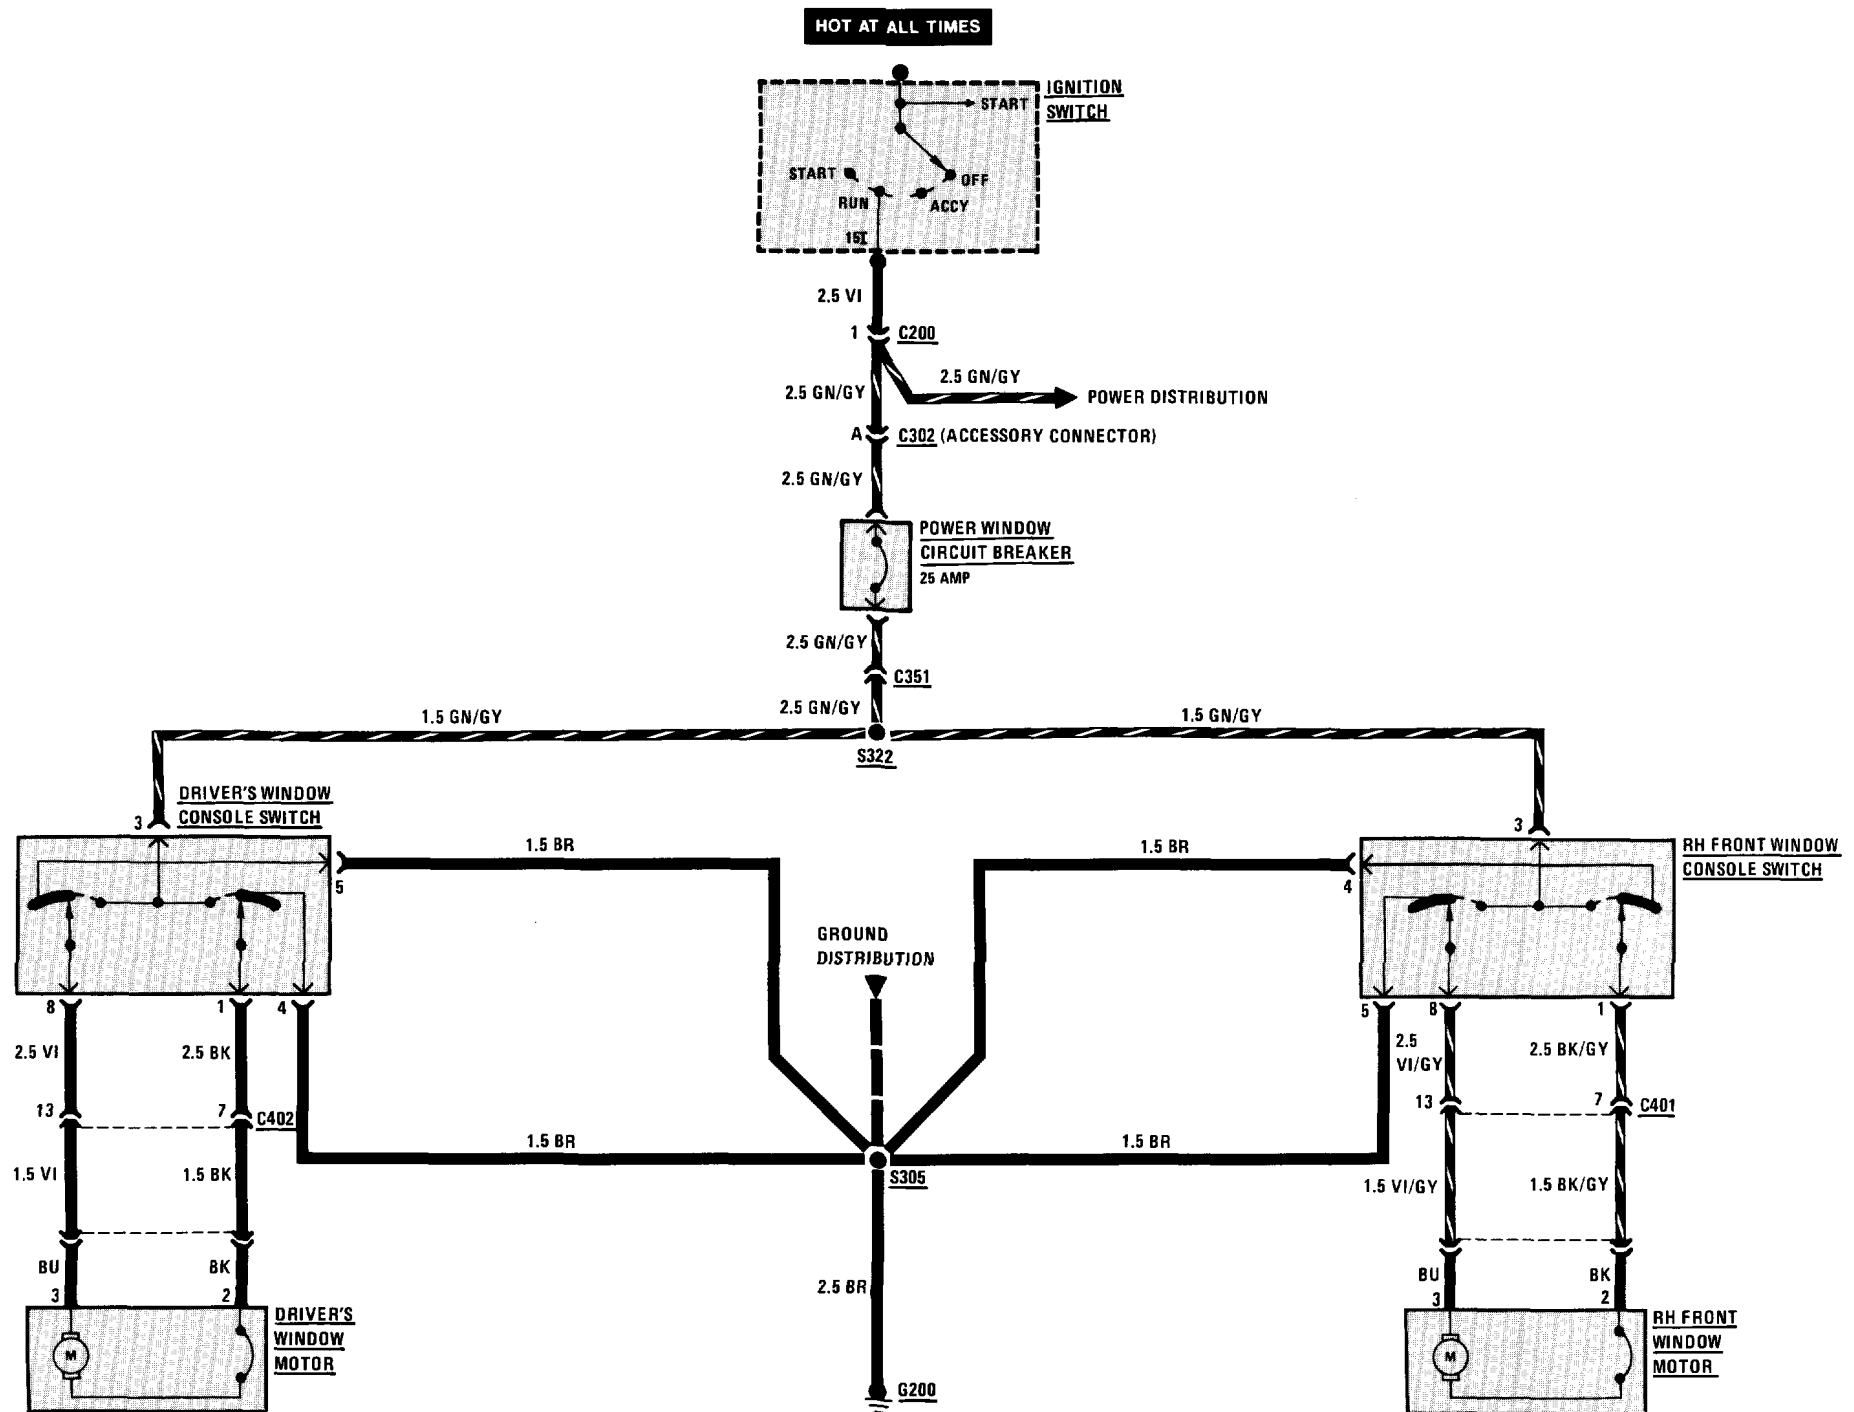 HOT AT ALL TIMES
IGNITION
SWITCH
START
START
OFF
RUN
ACCY
15I
2.5 VI
1
C200
2.5 GN/GY
2.5 GN/GY
POWER DISTRIBUTION
A
C302 (ACCESSORY CONNECTOR)
2.5 GN/GY
POWER WINDOW
CIRCUIT BREAKER
25 AMP
2.5 GN/GY
C351
2.5 GN/GY
1.5 GN/GY
1.5 GN/GY
S322
DRIVER'S WINDOW
CONSOLE SWITCH
3
3
RH FRONT WINDOW
CONSOLE SWITCH
1.5 BR
1.5 BR
5
4
GROUND
DISTRIBUTION
8
1
4
5
8
1
2.5 VI
2.5 BK
2.5
VI/GY
2.5 BK/GY
13
7
C402
13
7
C401
1.5 BR
1.5 BR
S305
1.5 VI
1.5 BK
1.5 VI/GY
1.5 BK/GY
BU
BK
2.5 BR
BU
BK
3
2
3
2
DRIVER'S
WINDOW
MOTOR
M
RH FRONT
WINDOW
MOTOR
M
G200